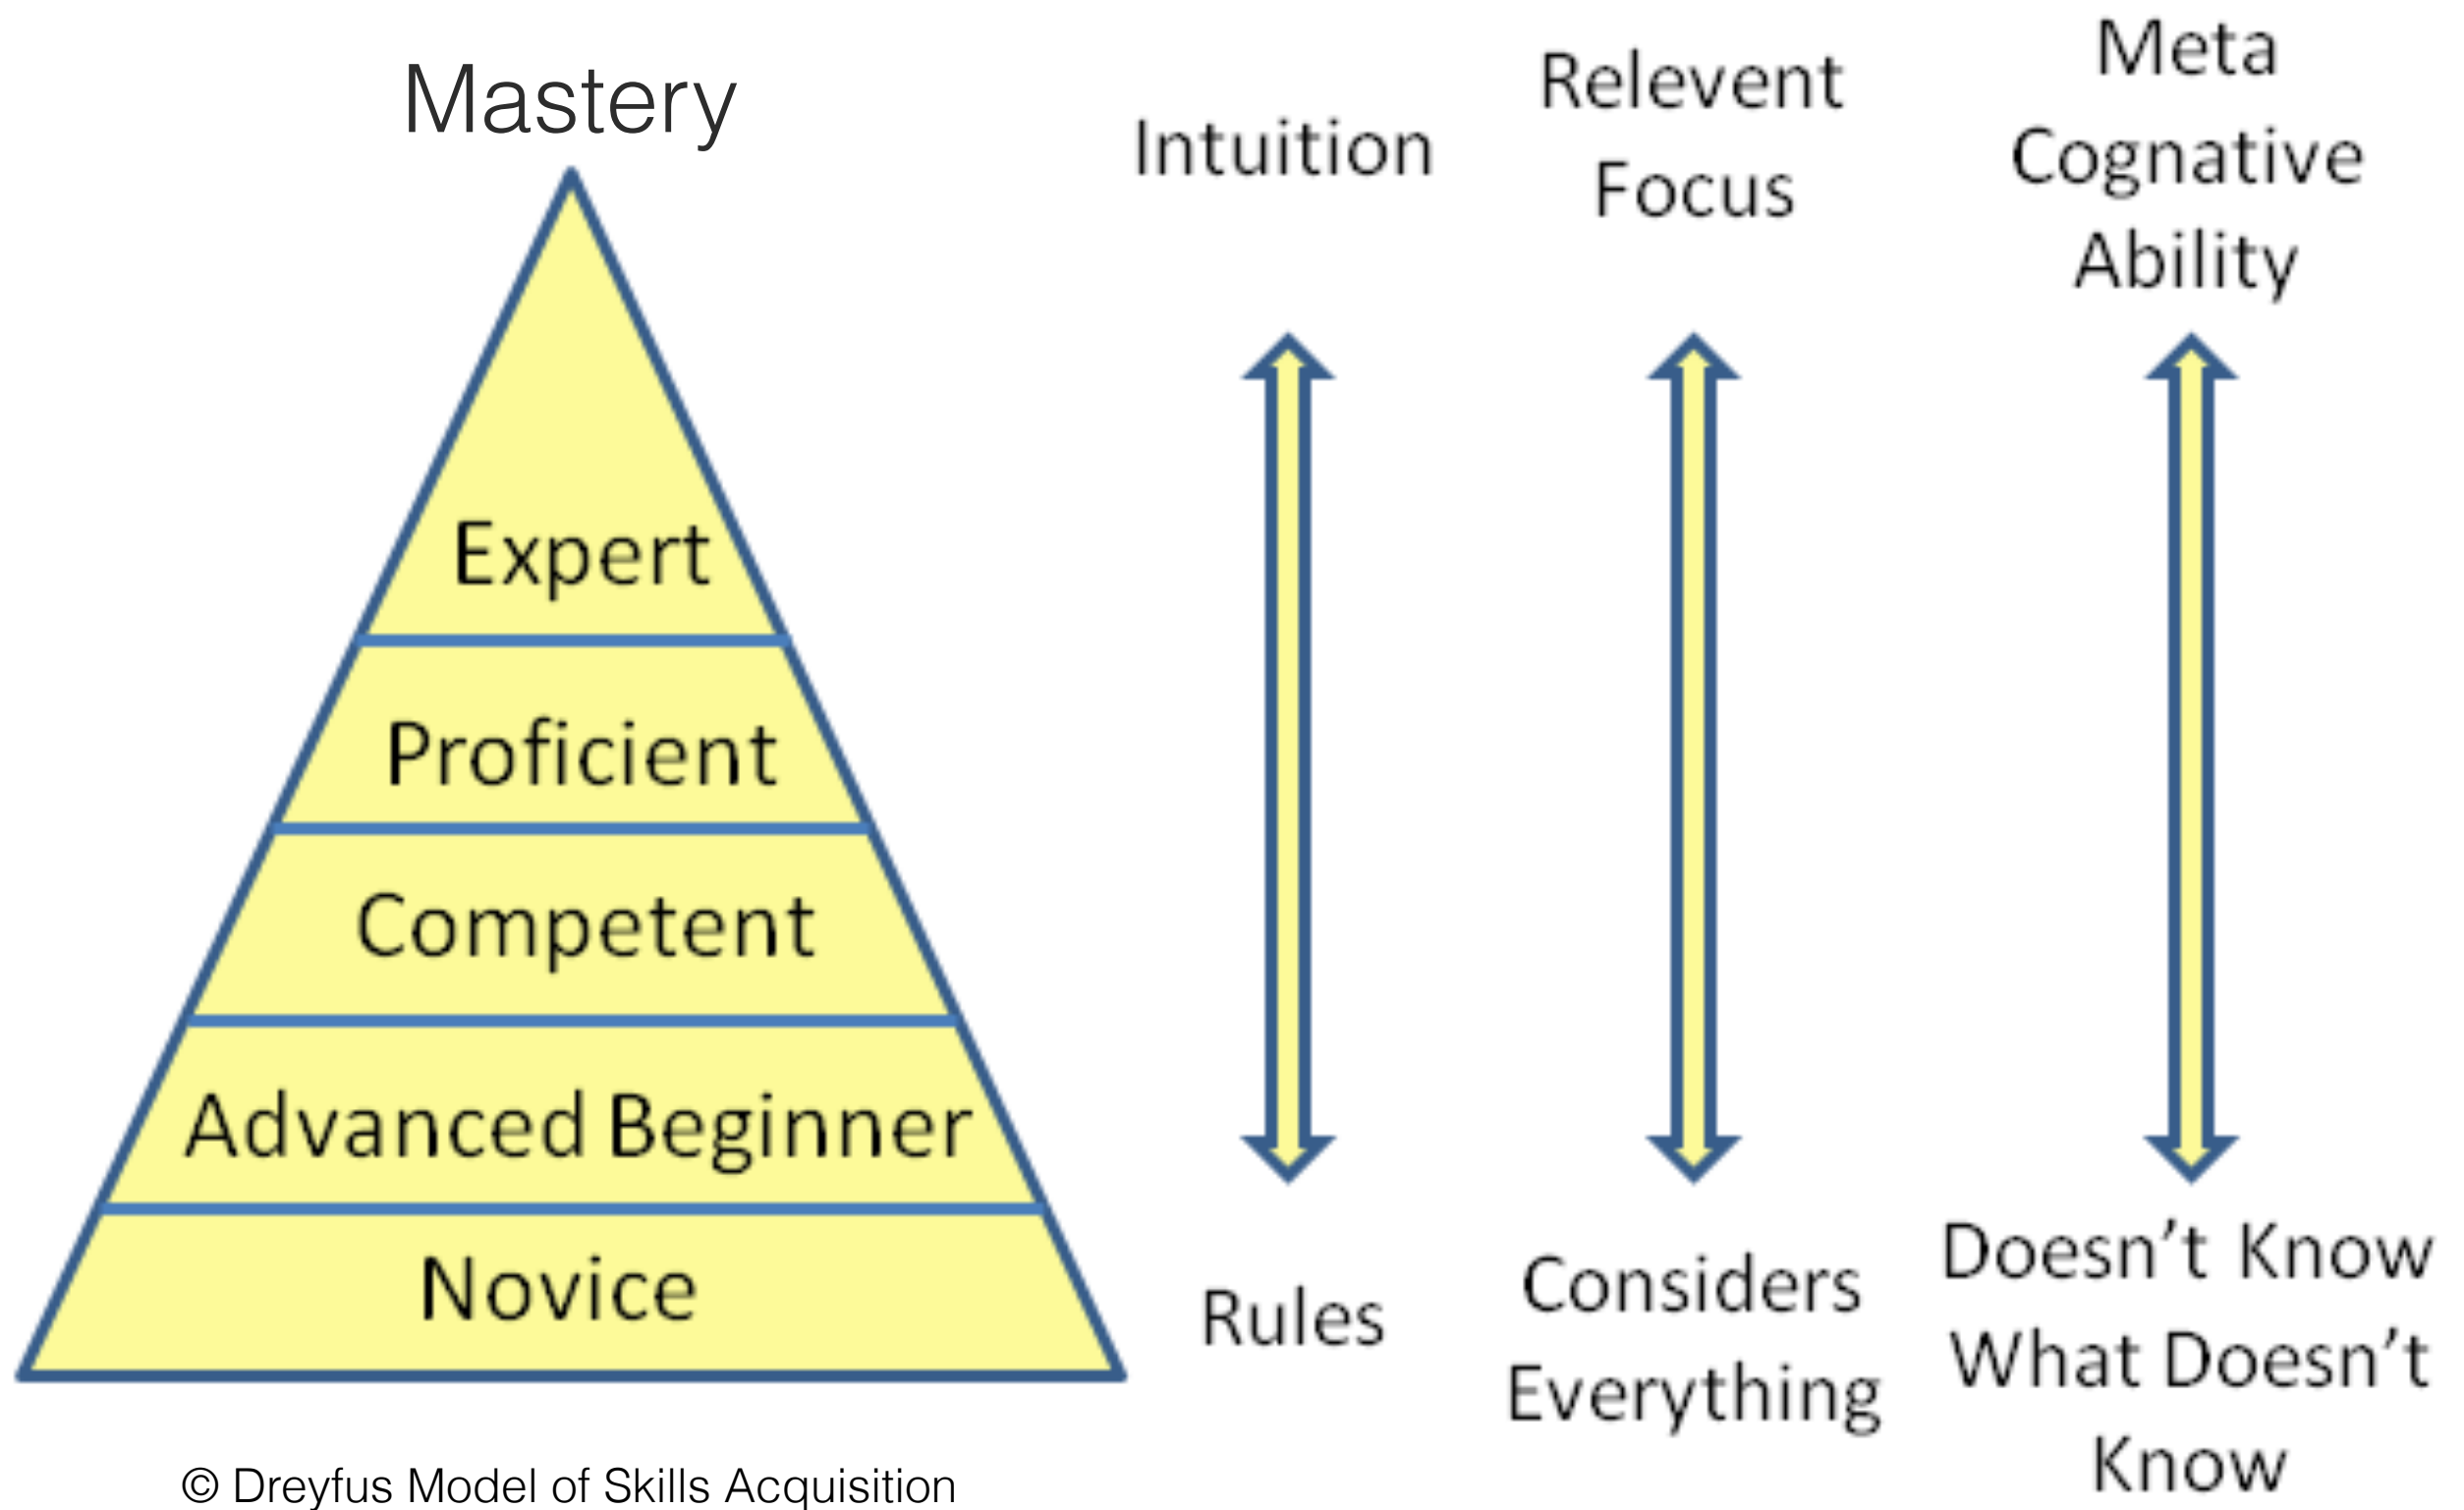 Mastery
Expert
Proficient
Competent
Advanced Beginner
Novice
Intuition
Rules
Relevent
Focus
Considers
Everything
Meta
Cognative
Ability
Doesn’t Know
What Doesn’t
Know
© Dreyfus Model of Skills Acquisition